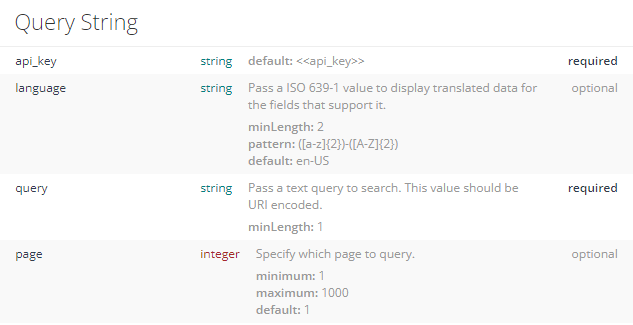 Query String
api_key string default: <<api_key>> required
language string Pass a ISO 639-1 value to display translated data for optional
the fields that support it.
minLength: 2
pattern: ([a-z]{2})-([A-Z]{2})
default: en-US
query string Pass a text query to search. This value should be required
URI encoded.
minLength: 1
page integer Specify which page to query. optional
minimum: 1
maximum: 1000
default: 1